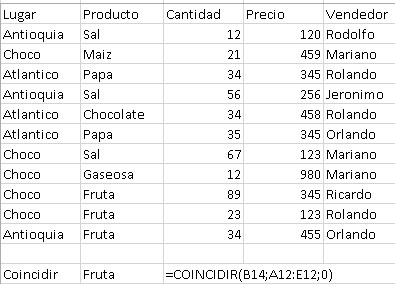 Lugar Producto Cantidad Precio Vendedor
Antioquia Sal 12 120 Rodolfo
Choco Maiz 21 459 Mariano
Atlantico Papa 34 345 Rolando
Antioquia Sal 56 256 Jeronimo
Atlantico Chocolate 34 458 Rolando
Atlantico Papa 35 345 Orlando
Choco Sal 67 123 Mariano
Choco Gaseosa 12 980 Mariano
Choco Fruta 89 345 Ricardo
Choco Fruta 23 123 Rolando
Antioquia Fruta 34 455 Orlando
Coincidir Fruta =COINCIDIR(B14;A12:E12;0)